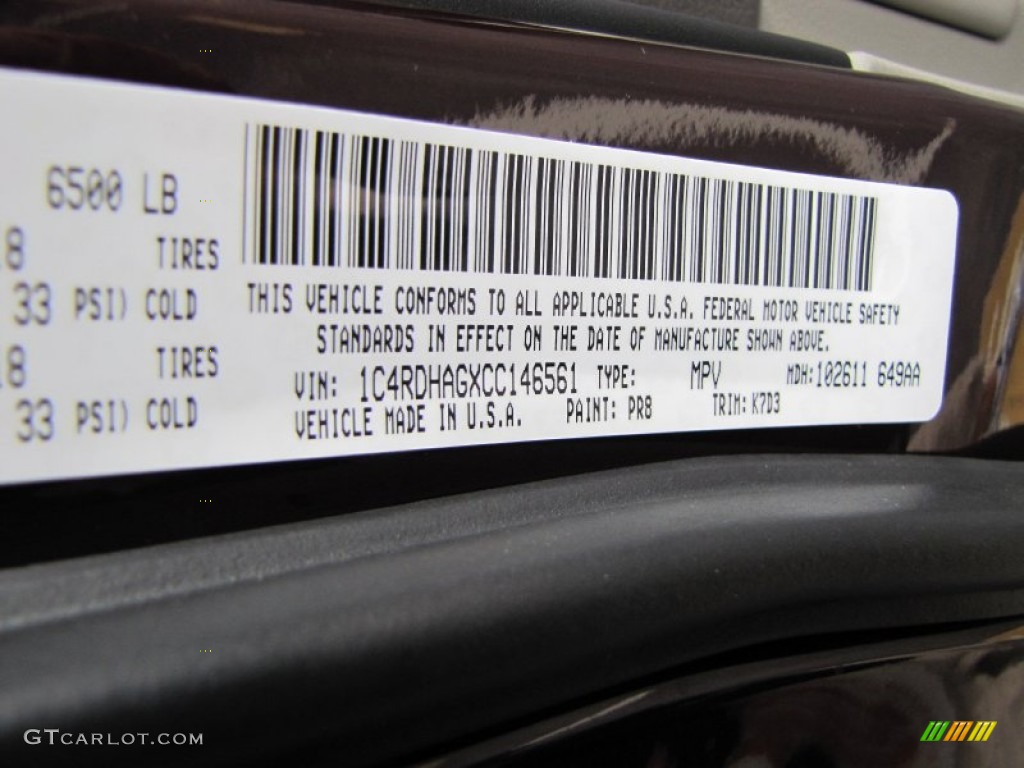 6500 LB
8 TIRES
33 PSI) COLD
8 TIRES
33 PSI) COLD
THIS VEHICLE CONFORMS TO ALL APPLICABLE U.S.A. FEDERAL MOTOR VEHICLE SAFETY
STANDARDS IN EFFECT ON THE DATE OF MANUFACTURE SHOWN ABOVE.
VIN: 1C4RDHAGXCC146561 TYPE: MPV MDH:102611 649AA
VEHICLE MADE IN U.S.A. PAINT: PR8 TRIM: K7D3
GTCARLOT.COM